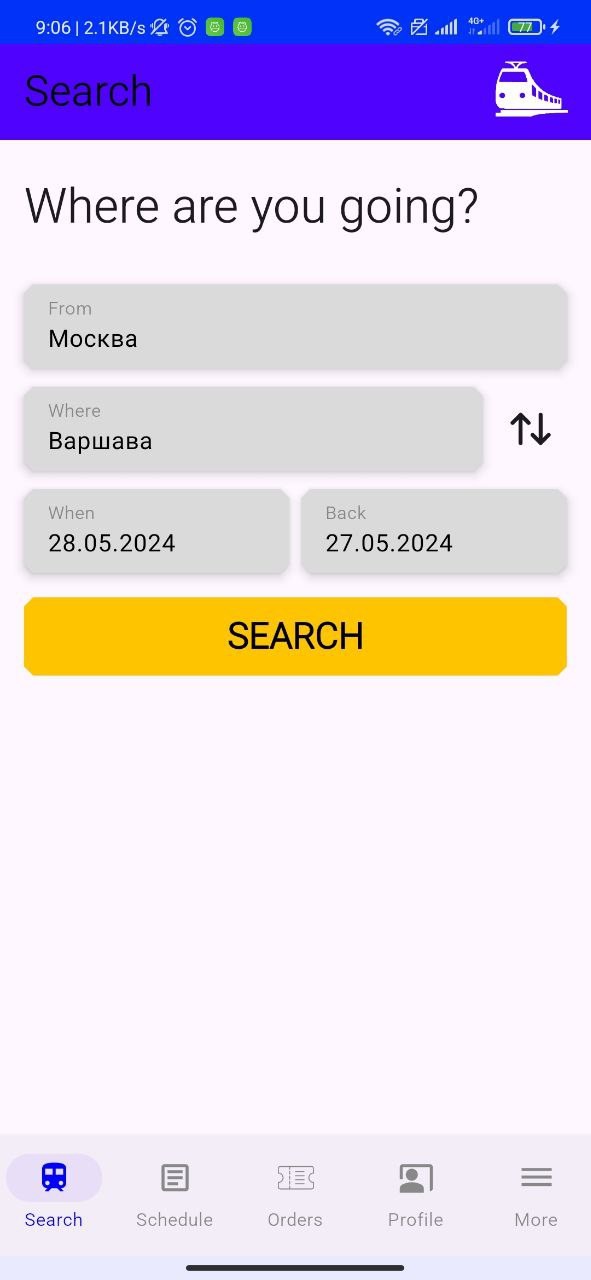 9:06 | 2.1KB/s
4G+
77
Search
Where are you going?
From
Москва
Where
Варшава
When
28.05.2024
Back
27.05.2024
SEARCH
Search
Schedule
Orders
Profile
More